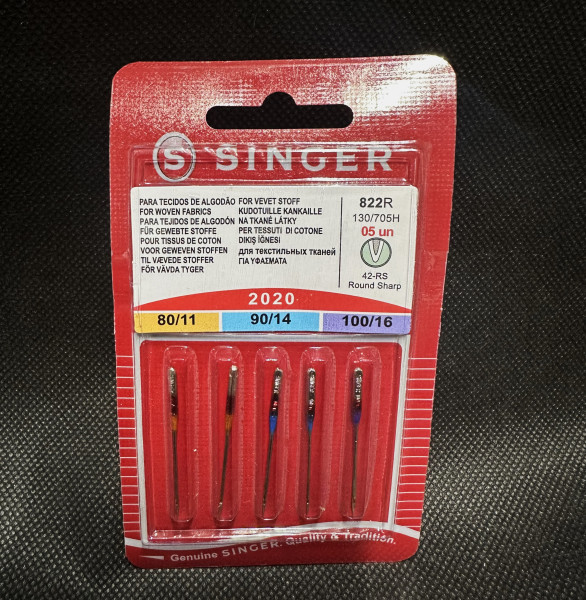 S SINGER
PARA TECIDOS DE ALGODÃO
FOR WOVEN FABRICS
PARA TEJIDOS DE ALGODÓN
FÜR GEWEBTE STOFFE
POUR TISSUS DE COTON
VOOR GEWEVEN STOFFEN
TIL VÆVEDE STOFFER
FÖR VÄVDA TYGER
FOR VEVET STOFF
KUDOTUILLE KANKAILLE
NA TKANÉ LÁTKY
PER TESSUTI DI COTONE
DIKIŞ İĞNESI
для текстильных тканей
ΓΙΑ ΥΦΑΣΜΑΤΑ
822R
130/705H
05 un
42-RS
Round Sharp
2020
80/11 90/14 100/16
Genuine SINGER. Quality & Tradition.